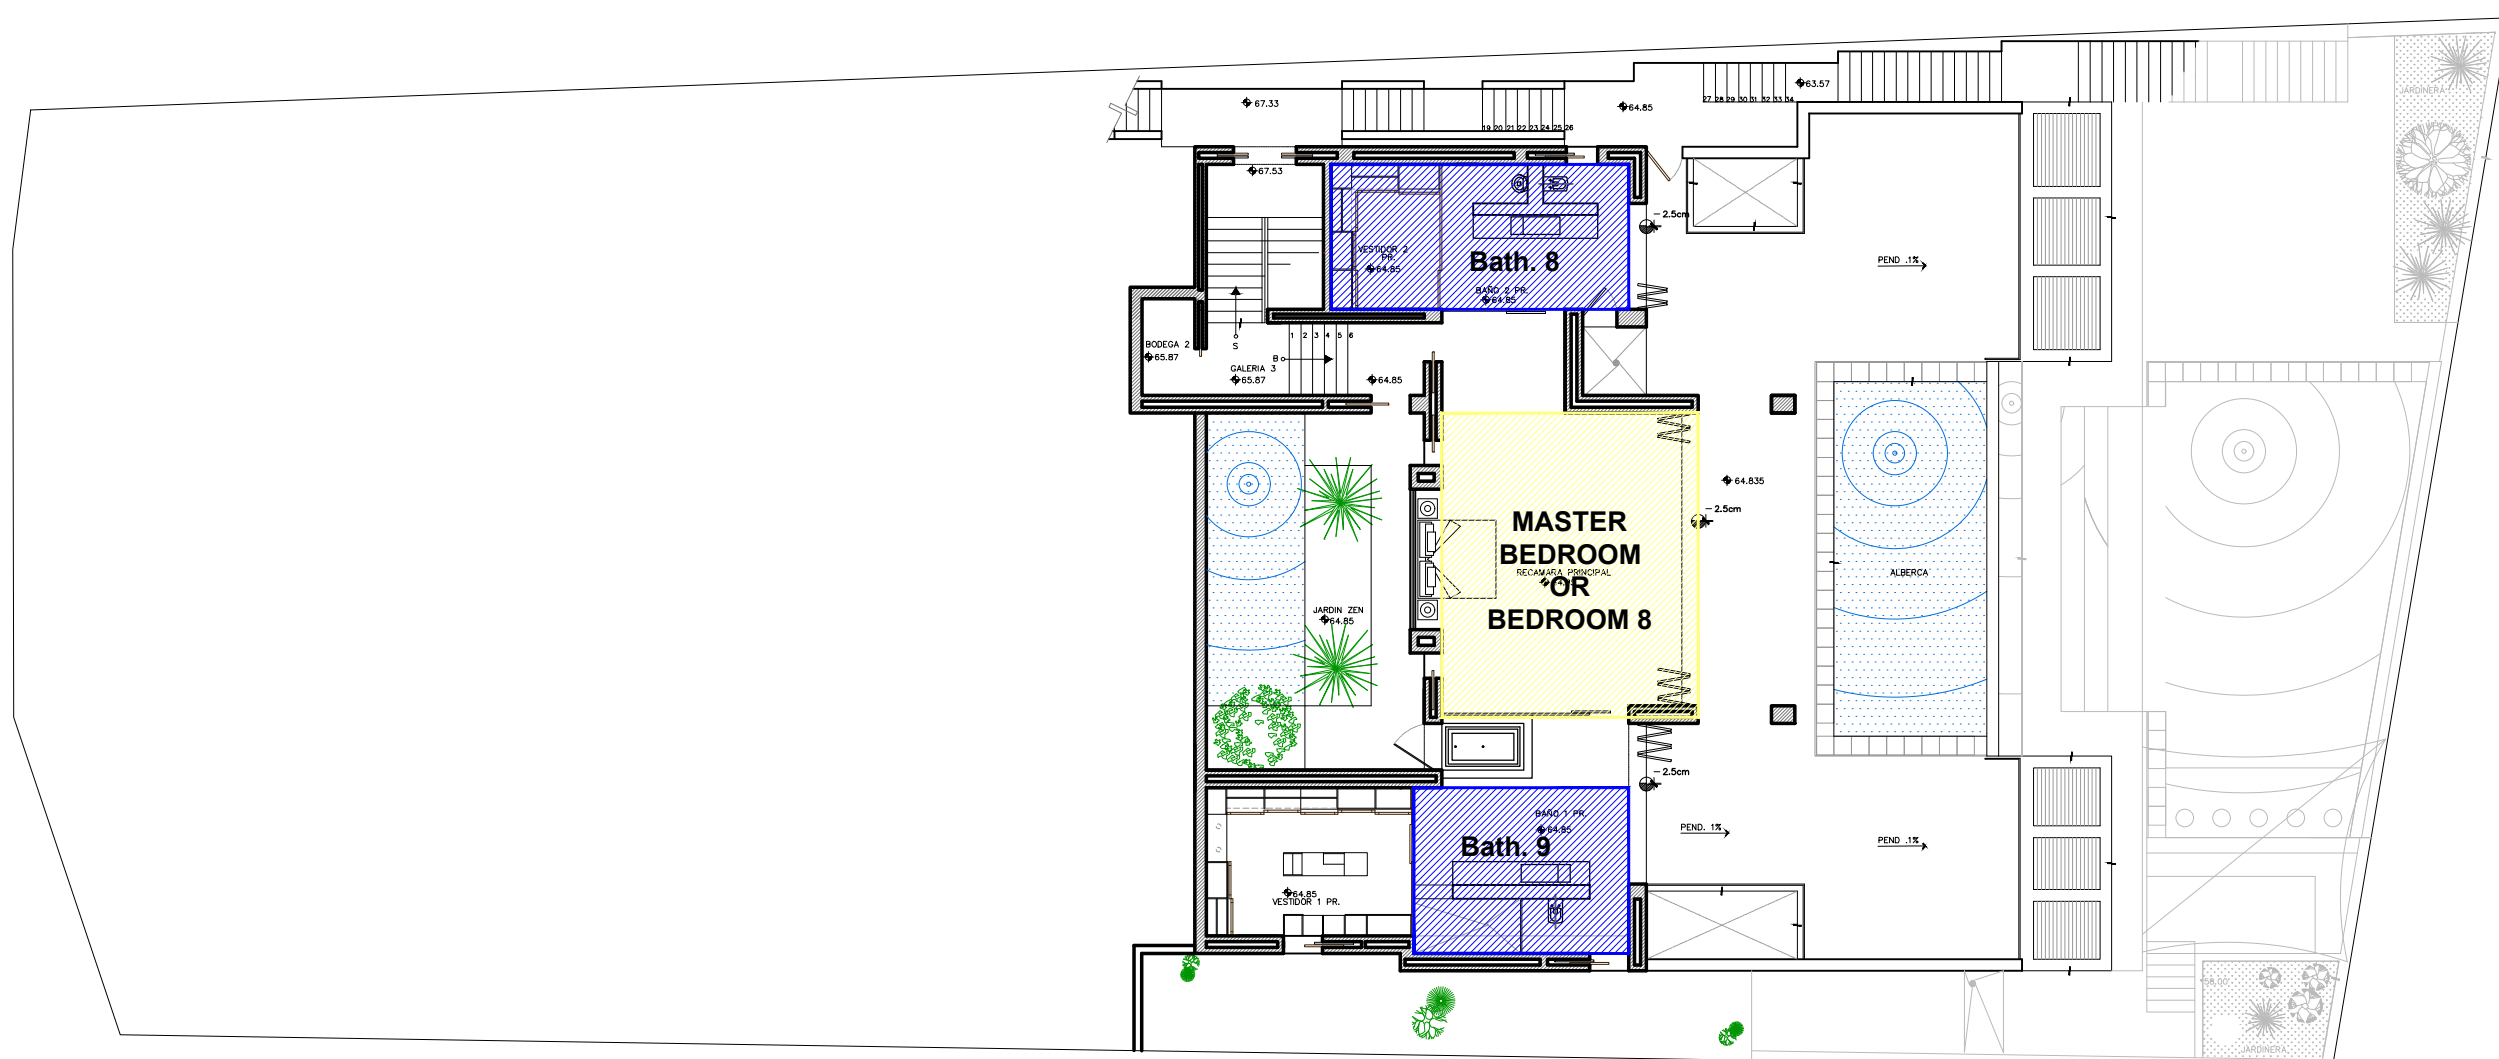 JARDINERA
63.57
67.33
64.85
27 28 29 30 31 32 33 34
19 20 21 22 23 24 25 26
67.53
- 2.5cm
VESTIDOR 2
PR.
64.85
Bath. 8
PEND .1%
BAÑO 2 PR.
64.85
1 2 3 4 5 6
BODEGA 2
65.87
S
B
GALERIA 3
65.87
64.85
64.835
- 2.5cm
MASTER
BEDROOM
RECAMARA PRINCIPAL
OR
BEDROOM 8
ALBERCA
JARDIN ZEN
64.85
- 2.5cm
BAÑO 1 PR.
64.85
PEND. 1%
PEND .1%
Bath. 9
64.85
VESTIDOR 1 PR.
58.00
JARDINERA